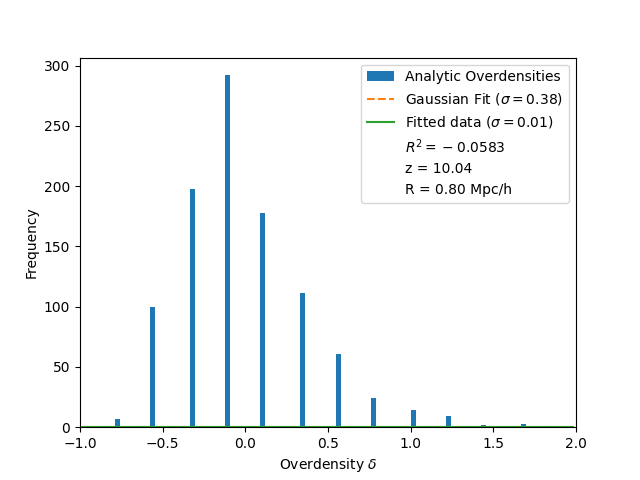 300
250
200
150
100
50
0
Frequency
−1.0
−0.5
0.0
0.5
1.0
1.5
2.0
Overdensity δ
Analytic Overdensities
Gaussian Fit (σ = 0.38)
Fitted data (σ = 0.01)
R² = −0.0583
z = 10.04
R = 0.80 Mpc/h